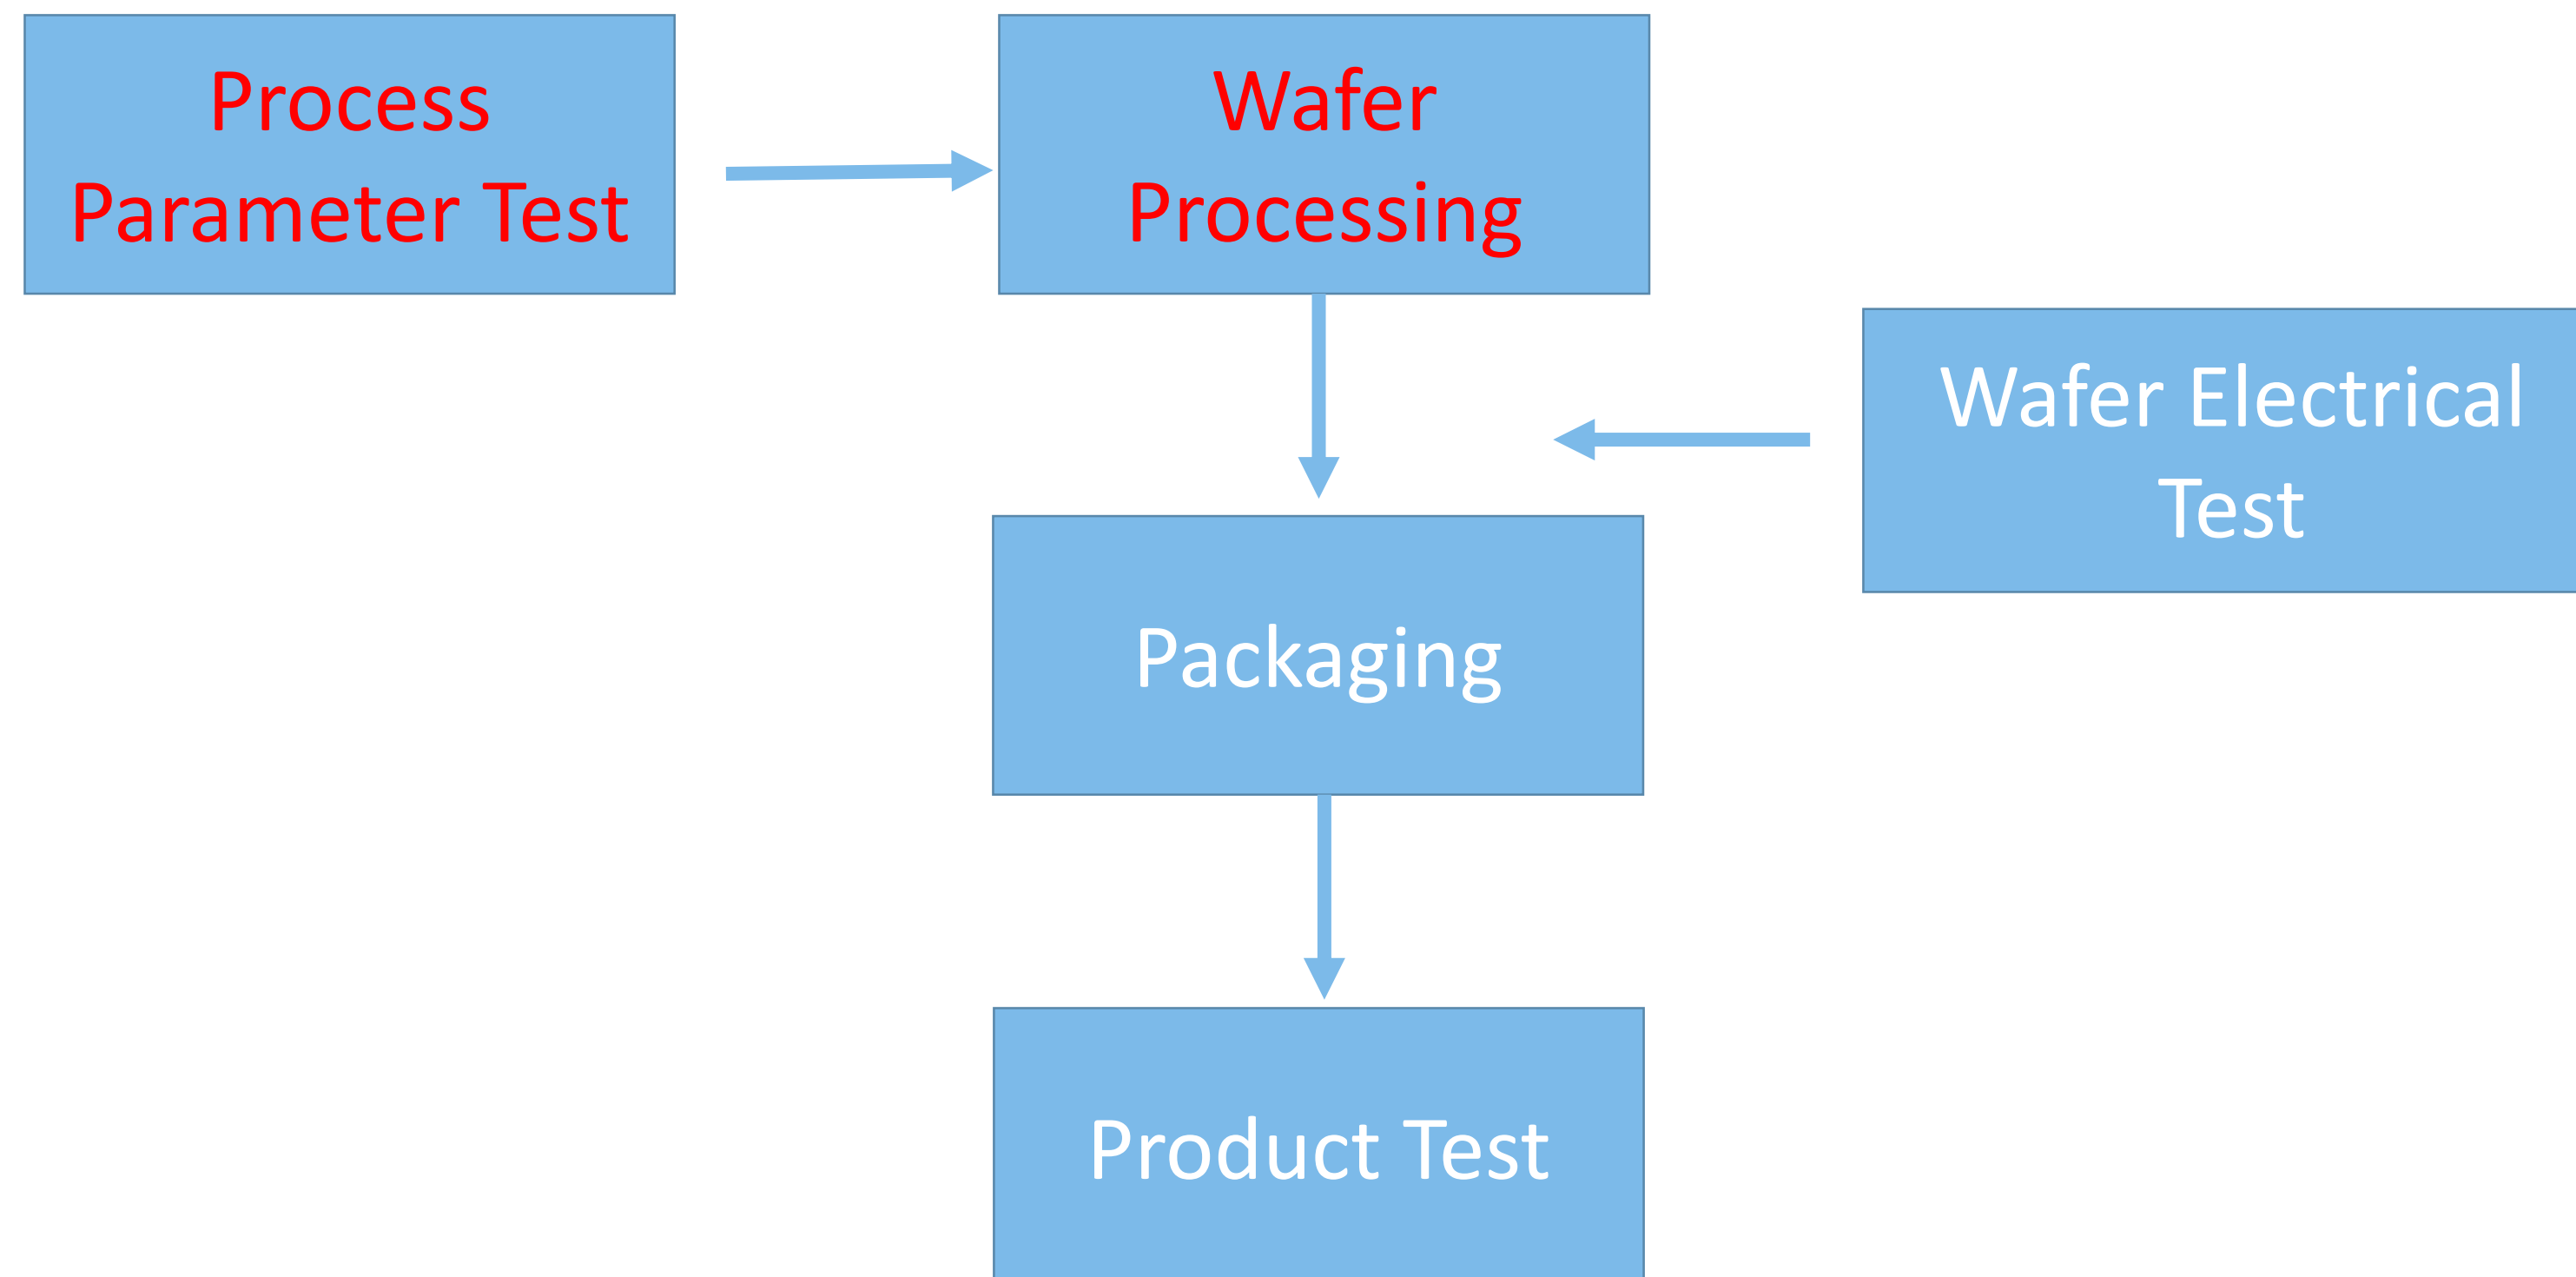 Process
Parameter Test
Wafer
Processing
Wafer Electrical
Test
Packaging
Product Test